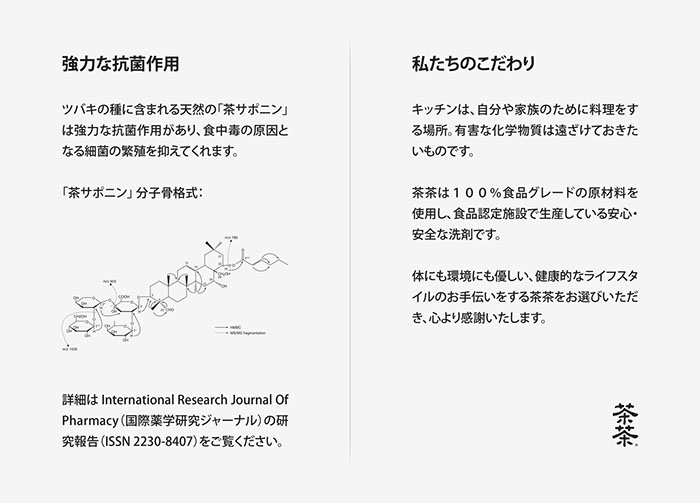 強力な抗菌作用
ツバキの種に含まれる天然の「茶サポニン」
は強力な抗菌作用があり、食中毒の原因と
なる細菌の繁殖を抑えてくれます。
「茶サポニン」分子骨格式：
m/z 789
m/z 803
m/z 1035
COOH
CH2OH
CHO
OH
HMBC
MS/MS fragmentation
詳細は International Research Journal Of
Pharmacy（国際薬学研究ジャーナル）の研
究報告（ISSN 2230-8407）をご覧ください。
私たちのこだわり
キッチンは、自分や家族のために料理をす
る場所。有害な化学物質は遠ざけておきた
いものです。
茶茶は１００％食品グレードの原材料を
使用し、食品認定施設で生産している安心・
安全な洗剤です。
体にも環境にも優しい、健康的なライフスタ
イルのお手伝いをする茶茶をお選びいただ
き、心より感謝いたします。
茶
茶